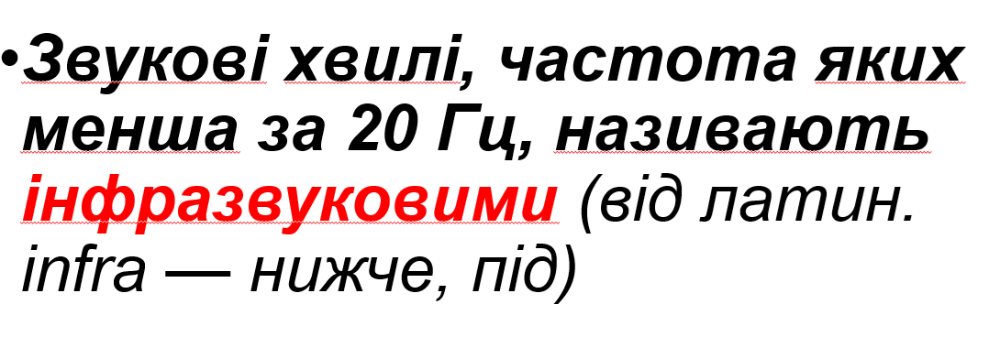 •Звукові хвилі, частота яких
менша за 20 Гц, називають
інфразвуковими (від латин.
infra — нижче, під)